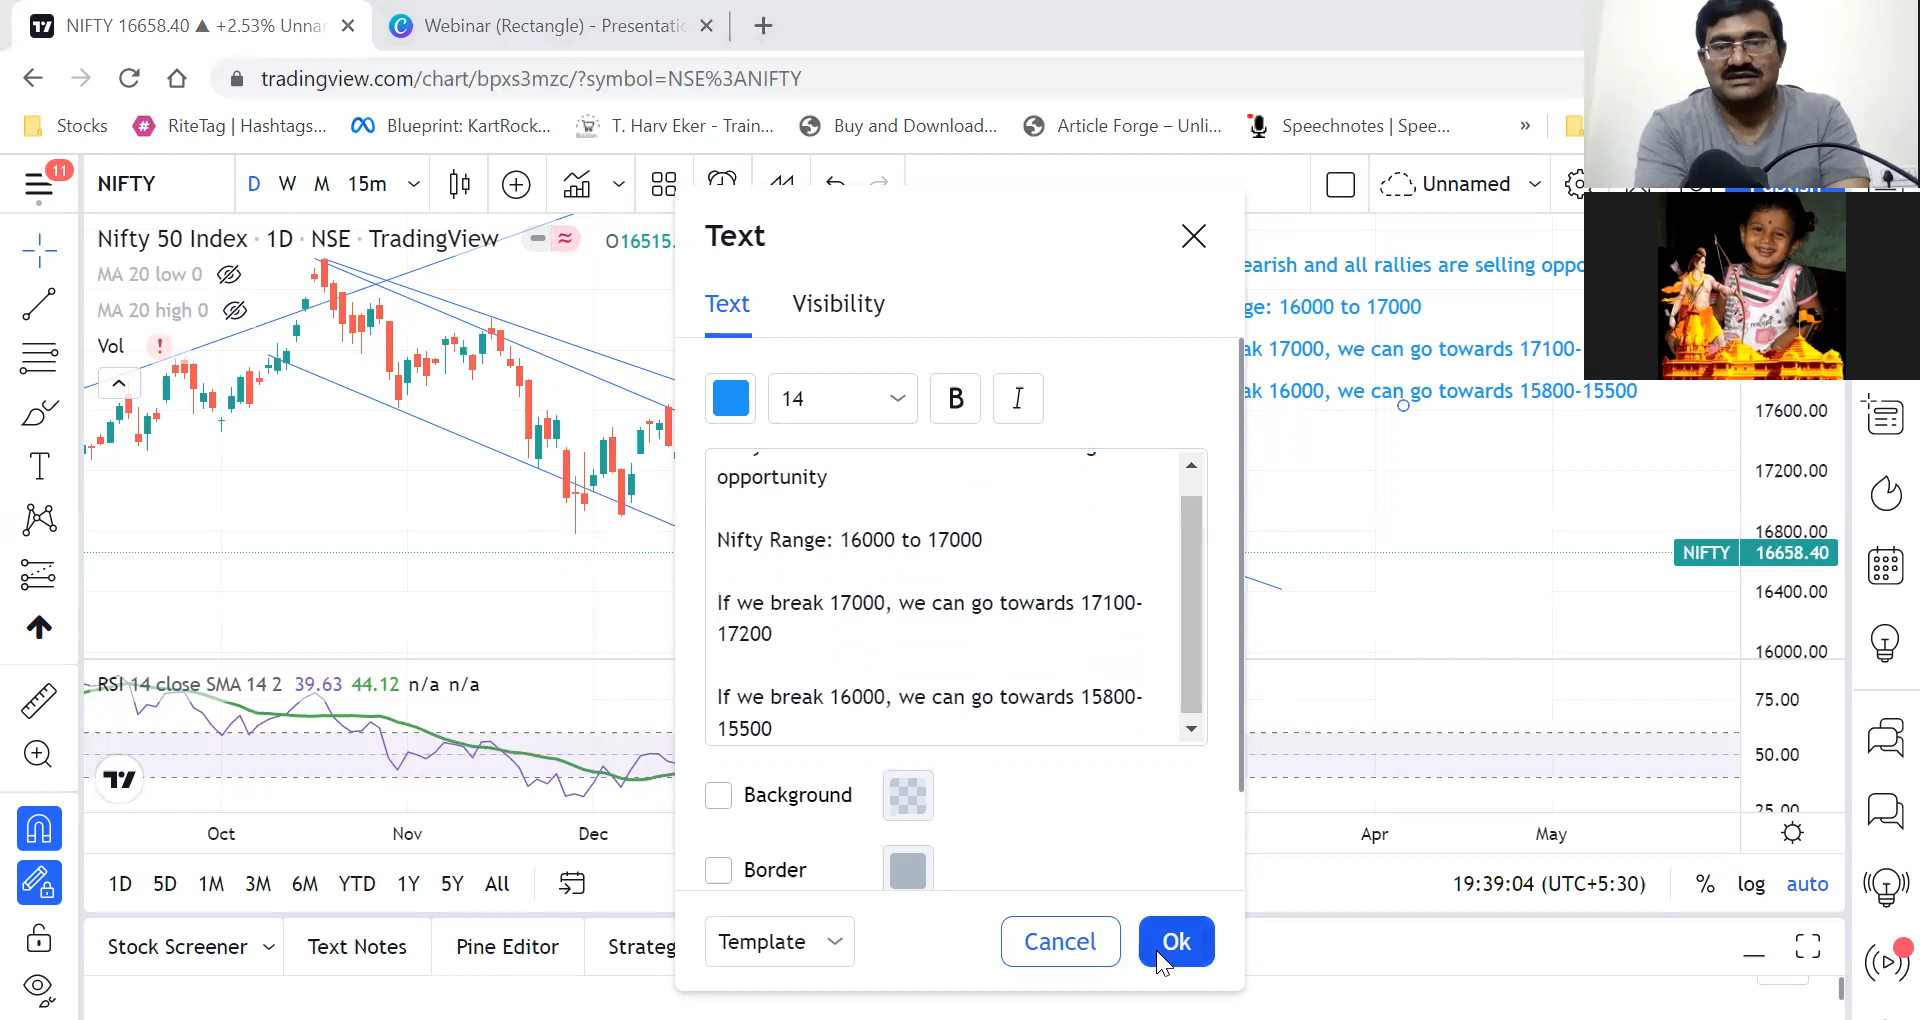 NIFTY 16658.40 ▲ +2.53% Unnar
Webinar (Rectangle) - Presentati
tradingview.com/chart/bpxs3mzc/?symbol=NSE%3ANIFTY
Stocks
RiteTag | Hashtags...
Blueprint: KartRock...
T. Harv Eker - Train...
Buy and Download...
Article Forge – Unli...
Speechnotes | Spee...
»
11
NIFTY
D W M 15m
Unnamed
Nifty 50 Index · 1D · NSE · TradingView
O16515.
MA 20 low 0
MA 20 high 0
Vol
!
earish and all rallies are selling oppo
ge: 16000 to 17000
ak 17000, we can go towards 17100-
ak 16000, we can go towards 15800-15500
Text
Text Visibility
14
B I
opportunity
Nifty Range: 16000 to 17000
If we break 17000, we can go towards 17100-
17200
If we break 16000, we can go towards 15800-
15500
Background
Border
Template
Cancel
Ok
17600.00
17200.00
16800.00
NIFTY 16658.40
16400.00
16000.00
RSI 14 close SMA 14 2 39.63 44.12 n/a n/a
75.00
50.00
25.00
Oct Nov Dec Apr May
1D 5D 1M 3M 6M YTD 1Y 5Y All
19:39:04 (UTC+5:30) % log auto
Stock Screener Text Notes Pine Editor Strateg